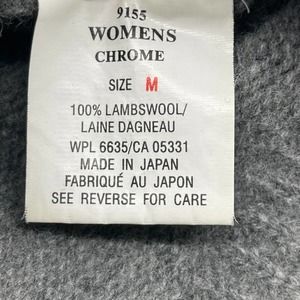 9155
WOMENS
CHROME
SIZE M
100% LAMBSWOOL/
LAINE DAGNEAU
WPL 6635/CA 05331
MADE IN JAPAN
FABRIQUÉ AU JAPON
SEE REVERSE FOR CARE